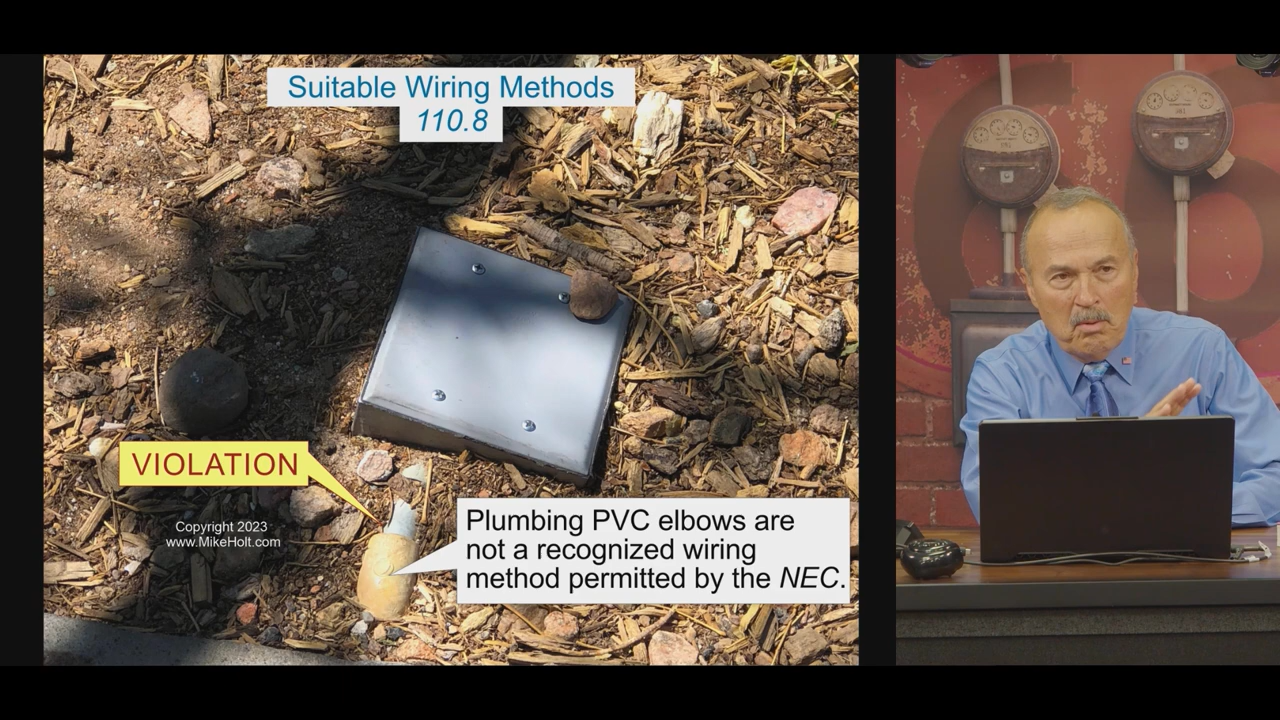 Suitable Wiring Methods
110.8
VIOLATION
Copyright 2023
www.MikeHolt.com
Plumbing PVC elbows are
not a recognized wiring
method permitted by the NEC.